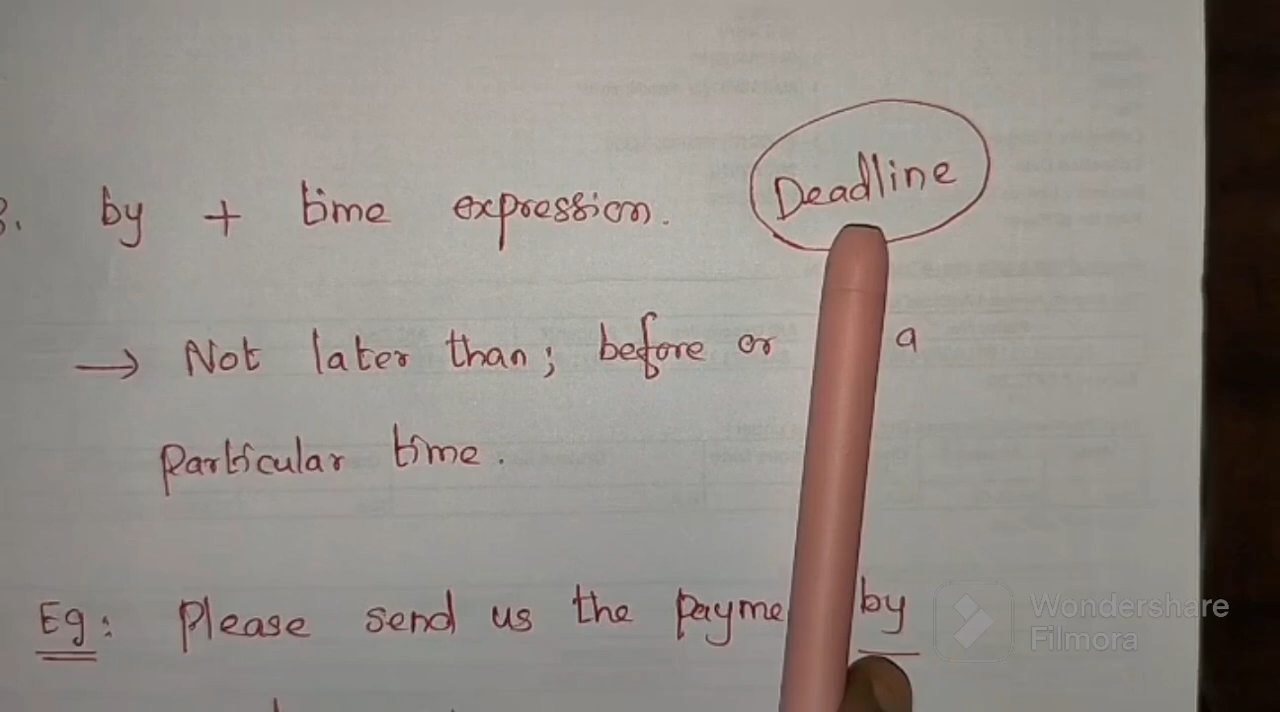 3. by + time expression. Deadline
→ Not later than; before or a
particular time.
Eg: Please send us the payme by
Wondershare
Filmora